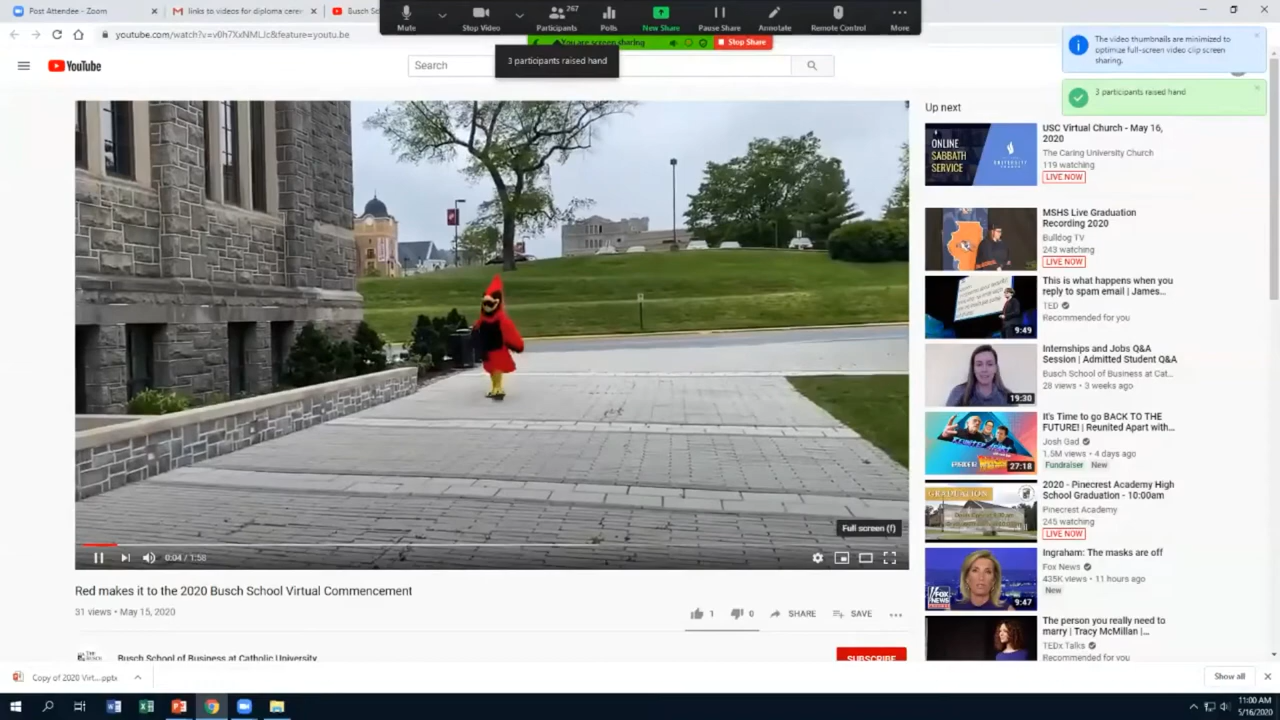 Post Attendee - Zoom
links to videos for diploma cerer
Busch S
Mute
Stop Video
267
Participants
Polls
New Share
Pause Share
Annotate
Remote Control
More
youtube.com/watch?v=v0h7XxNMLJc&feature=youtu.be
You are screen sharing
Stop Share
3 participants raised hand
The video thumbnails are minimized to
optimize full-screen video clip screen
sharing.
3 participants raised hand
YouTube
Search
Up next
ONLINE
SABBATH
SERVICE
USC Virtual Church - May 16,
2020
The Caring University Church
119 watching
LIVE NOW
MSHS Live Graduation
Recording 2020
Bulldog TV
243 watching
LIVE NOW
This is what happens when you
reply to spam email | James...
TED
Recommended for you
9:49
Internships and Jobs Q&A
Session | Admitted Student Q&A
Busch School of Business at Cat...
28 views • 3 weeks ago
19:30
It's Time to go BACK TO THE
FUTURE! | Reunited Apart with...
Josh Gad
1.5M views • 4 days ago
Fundraiser New
27:18
GRADUATION
2020 - Pinecrest Academy High
School Graduation - 10:00am
Pinecrest Academy
245 watching
LIVE NOW
Ingraham: The masks are off
Fox News
435K views • 11 hours ago
New
9:47
The person you really need to
marry | Tracy McMillan |...
TEDx Talks
Recommended for you
Full screen (f)
0:04 / 1:58
Red makes it to the 2020 Busch School Virtual Commencement
31 views • May 15, 2020
1
0
SHARE
SAVE
Busch School of Business at Catholic University
SUBSCRIBE
Copy of 2020 Virt....pptx
Show all
11:00 AM
5/16/2020